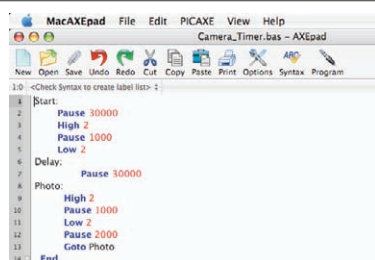 MacAXEpad File Edit PICAXE View Help
Camera_Timer.bas – AXEpad
New Open Save Undo Redo Cut Copy Paste Print Options Syntax Program
ABC
1:0 <Check Syntax to create label list>
1 Start:
2 Pause 30000
3 High 2
4 Pause 1000
5 Low 2
6 Delay:
7 Pause 30000
8 Photo:
9 High 2
10 Pause 1000
11 Low 2
12 Pause 2000
13 Goto Photo
14 End